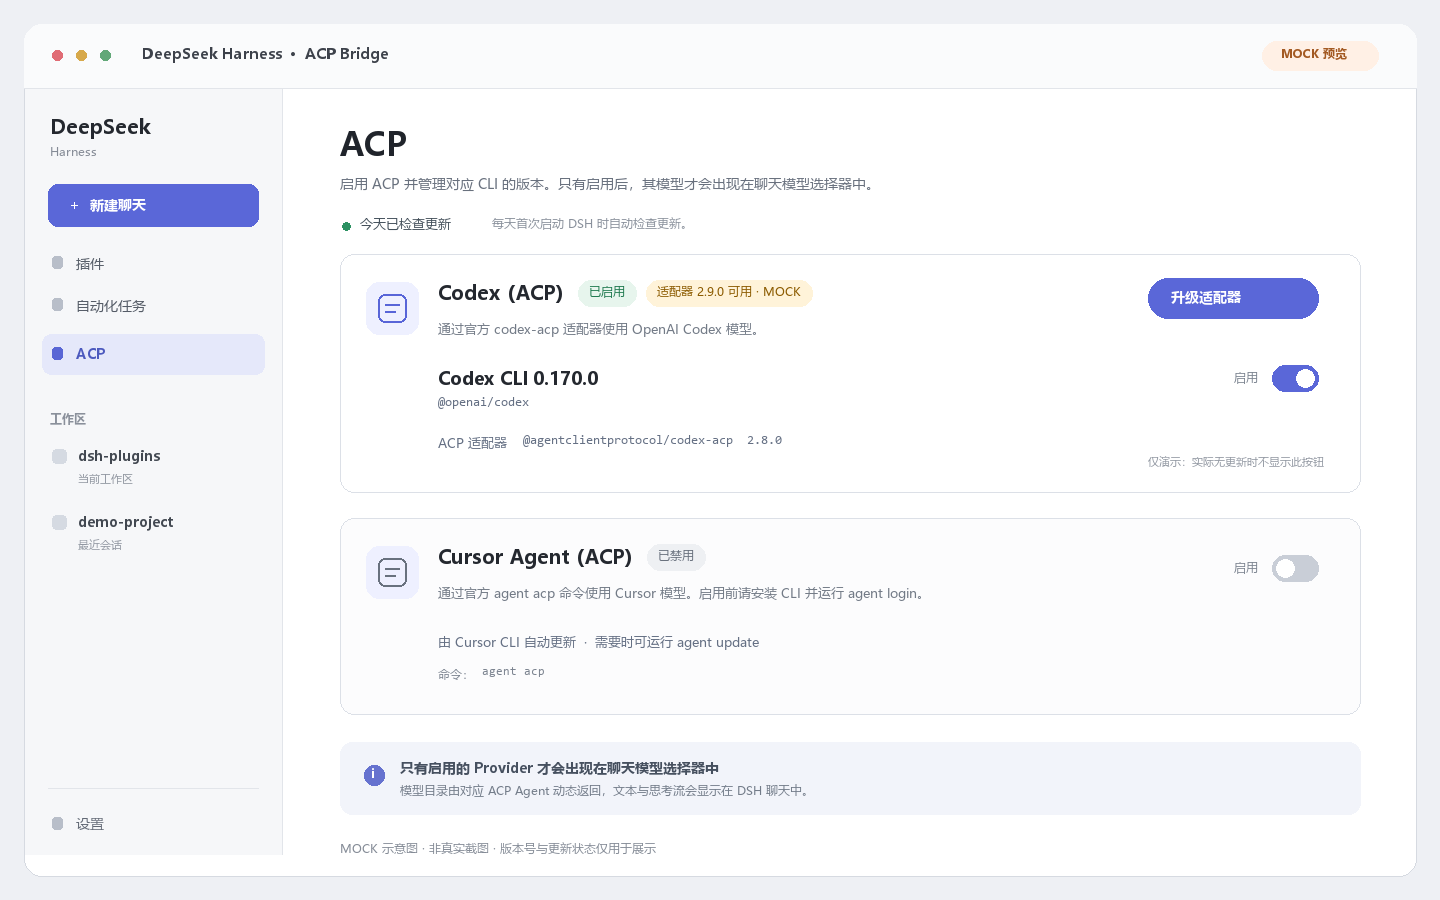 DeepSeek Harness • ACP Bridge
MOCK 预览
DeepSeek
Harness
+ 新建聊天
插件
自动化任务
ACP
工作区
dsh-plugins
当前工作区
demo-project
最近会话
设置
ACP
启用 ACP 并管理对应 CLI 的版本。只有启用后，其模型才会出现在聊天模型选择器中。
今天已检查更新
每天首次启动 DSH 时自动检查更新。
Codex (ACP)
已启用
适配器 2.9.0 可用 · MOCK
升级适配器
通过官方 codex-acp 适配器使用 OpenAI Codex 模型。
Codex CLI 0.170.0
启用
@openai/codex
ACP 适配器 @agentclientprotocol/codex-acp 2.8.0
仅演示：实际无更新时不显示此按钮
Cursor Agent (ACP)
已禁用
启用
通过官方 agent acp 命令使用 Cursor 模型。启用前请安装 CLI 并运行 agent login。
由 Cursor CLI 自动更新 · 需要时可运行 agent update
命令： agent acp
i
只有启用的 Provider 才会出现在聊天模型选择器中
模型目录由对应 ACP Agent 动态返回，文本与思考流会显示在 DSH 聊天中。
MOCK 示意图 · 非真实截图 · 版本号与更新状态仅用于展示